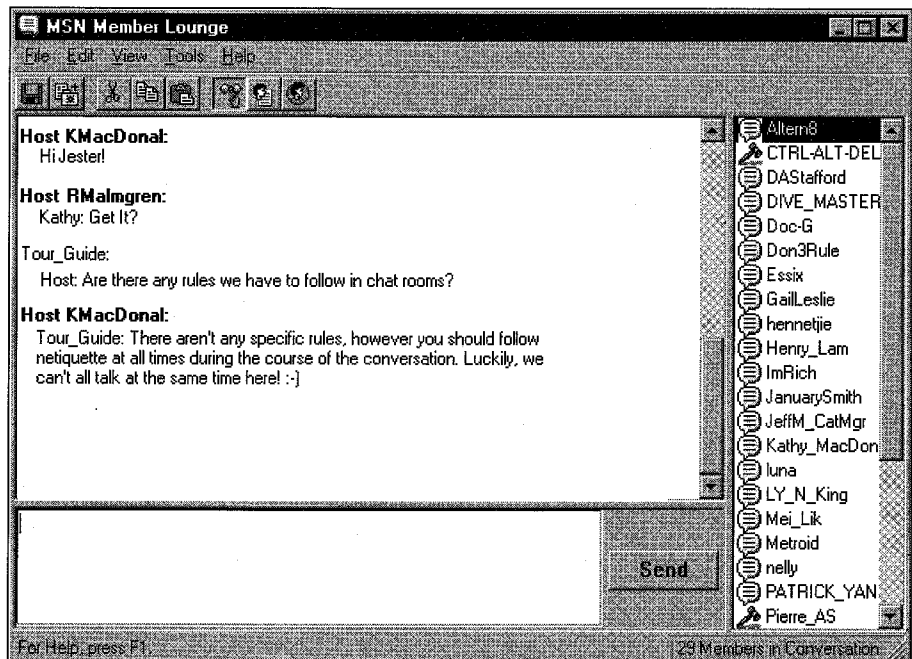 MSN Member Lounge
File Edit View Tools Help
Host KMacDonal:
Hi Jester!
Host RMalmgren:
Kathy: Get It?
Tour_Guide:
Host: Are there any rules we have to follow in chat rooms?
Host KMacDonal:
Tour_Guide: There aren't any specific rules, however you should follow
netiquette at all times during the course of the conversation. Luckily, we
can't all talk at the same time here! :-]
Send
Altern8
CTRL-ALT-DEL
DAStafford
DIVE_MASTER
Doc-G
Don3Rule
Essix
GailLeslie
hennetjie
Henry_Lam
ImRich
JanuarySmith
JeffM_CatMgr
Kathy_MacDon
luna
LY_N_King
Mei_Lik
Metroid
nelly
PATRICK_YAN
Pierre_AS
For Help, press F1.
29 Members in Conversation